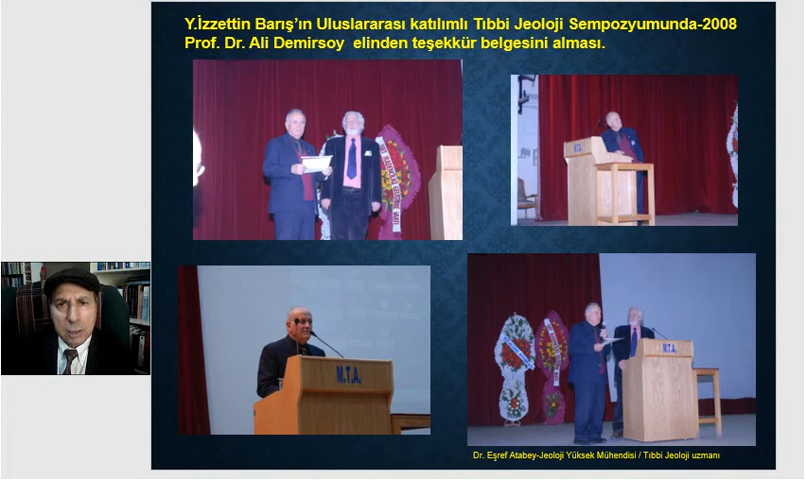 Y.İzzettin Barış'ın Uluslararası katılımlı Tıbbi Jeoloji Sempozyumunda-2008
Prof. Dr. Ali Demirsoy elinden teşekkür belgesini alması.
M.T.A.
M.T.A.
M.T.A.
Dr. Eşref Atabey-Jeoloji Yüksek Mühendisi / Tıbbi Jeoloji uzmanı